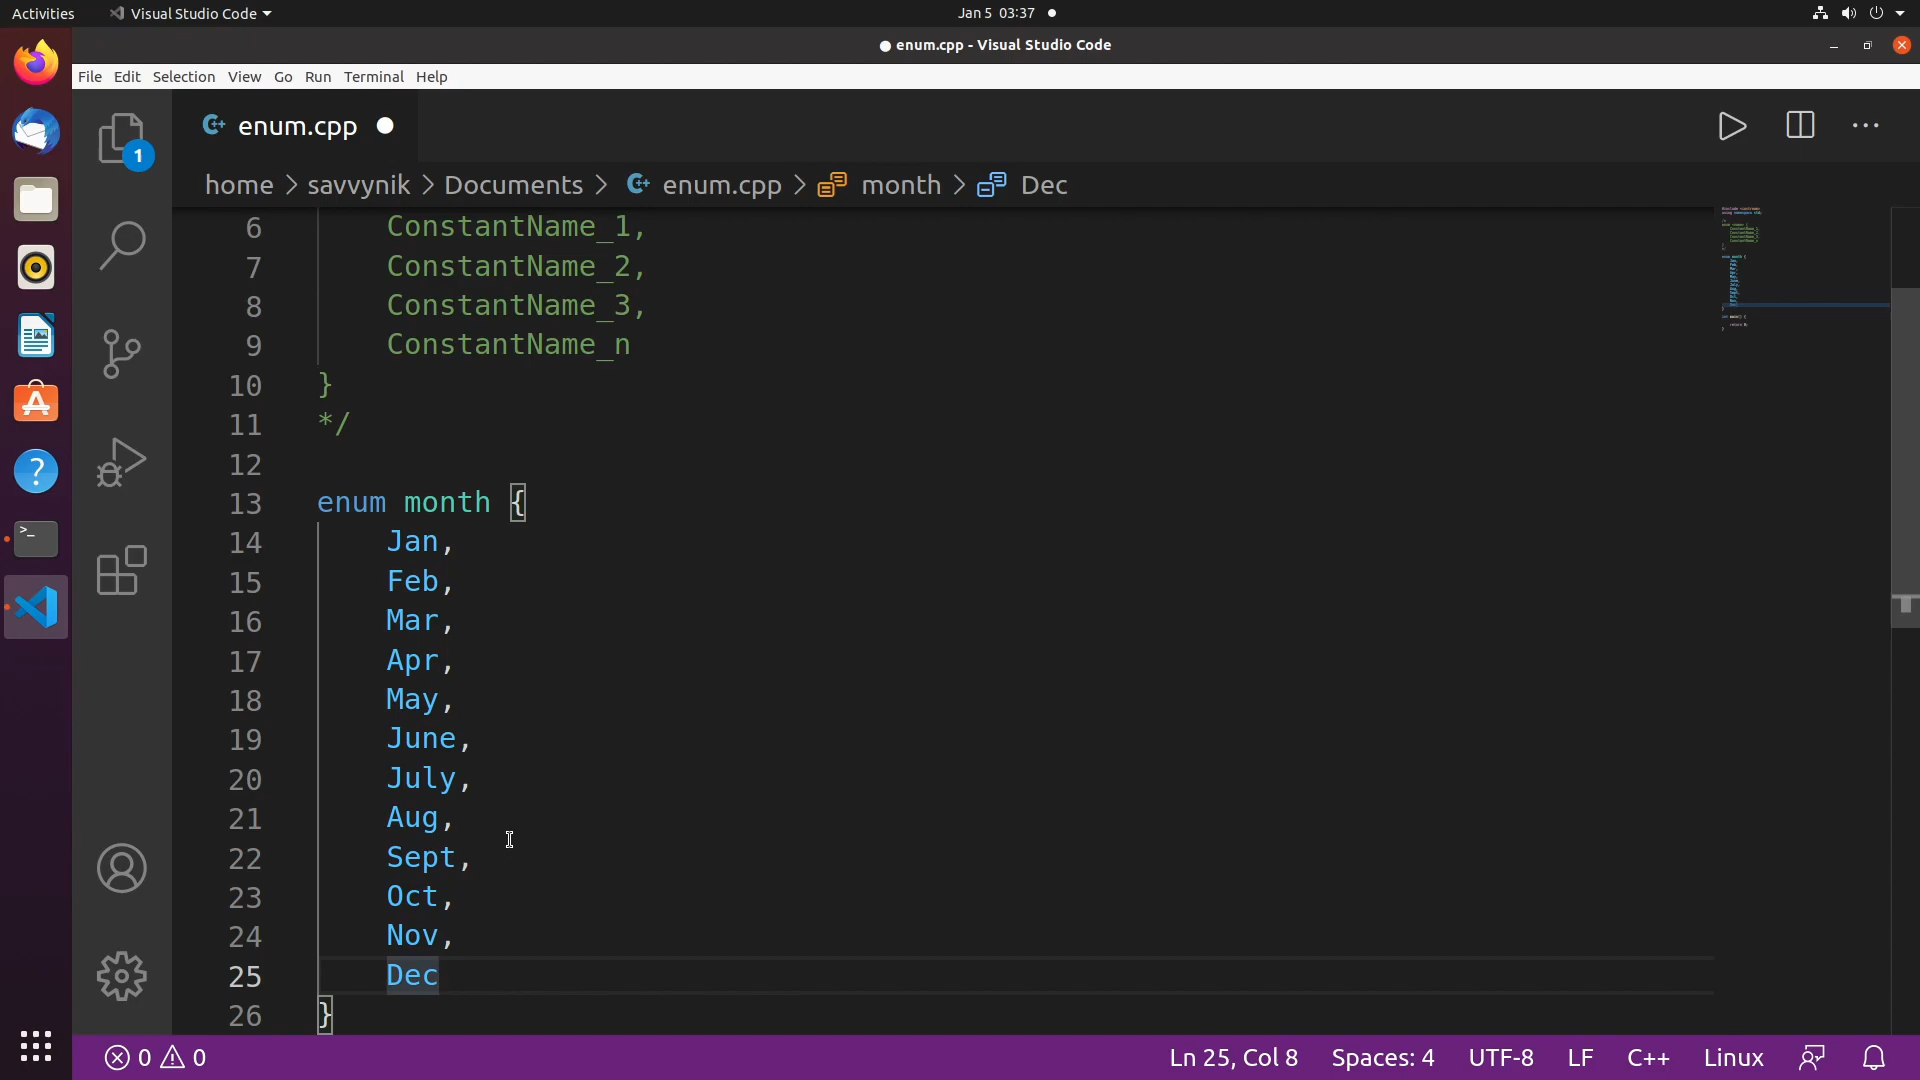 Activities Visual Studio Code Jan 5 03:37
enum.cpp - Visual Studio Code
File Edit Selection View Go Run Terminal Help
enum.cpp
1
home > savvynik > Documents > enum.cpp > month > Dec
6 ConstantName_1,
7 ConstantName_2,
8 ConstantName_3,
9 ConstantName_n
10 }
11 */
12
13 enum month {
14 Jan,
15 Feb,
16 Mar,
17 Apr,
18 May,
19 June,
20 July,
21 Aug,
22 Sept,
23 Oct,
24 Nov,
25 Dec
26 }
0 0 Ln 25, Col 8 Spaces: 4 UTF-8 LF C++ Linux